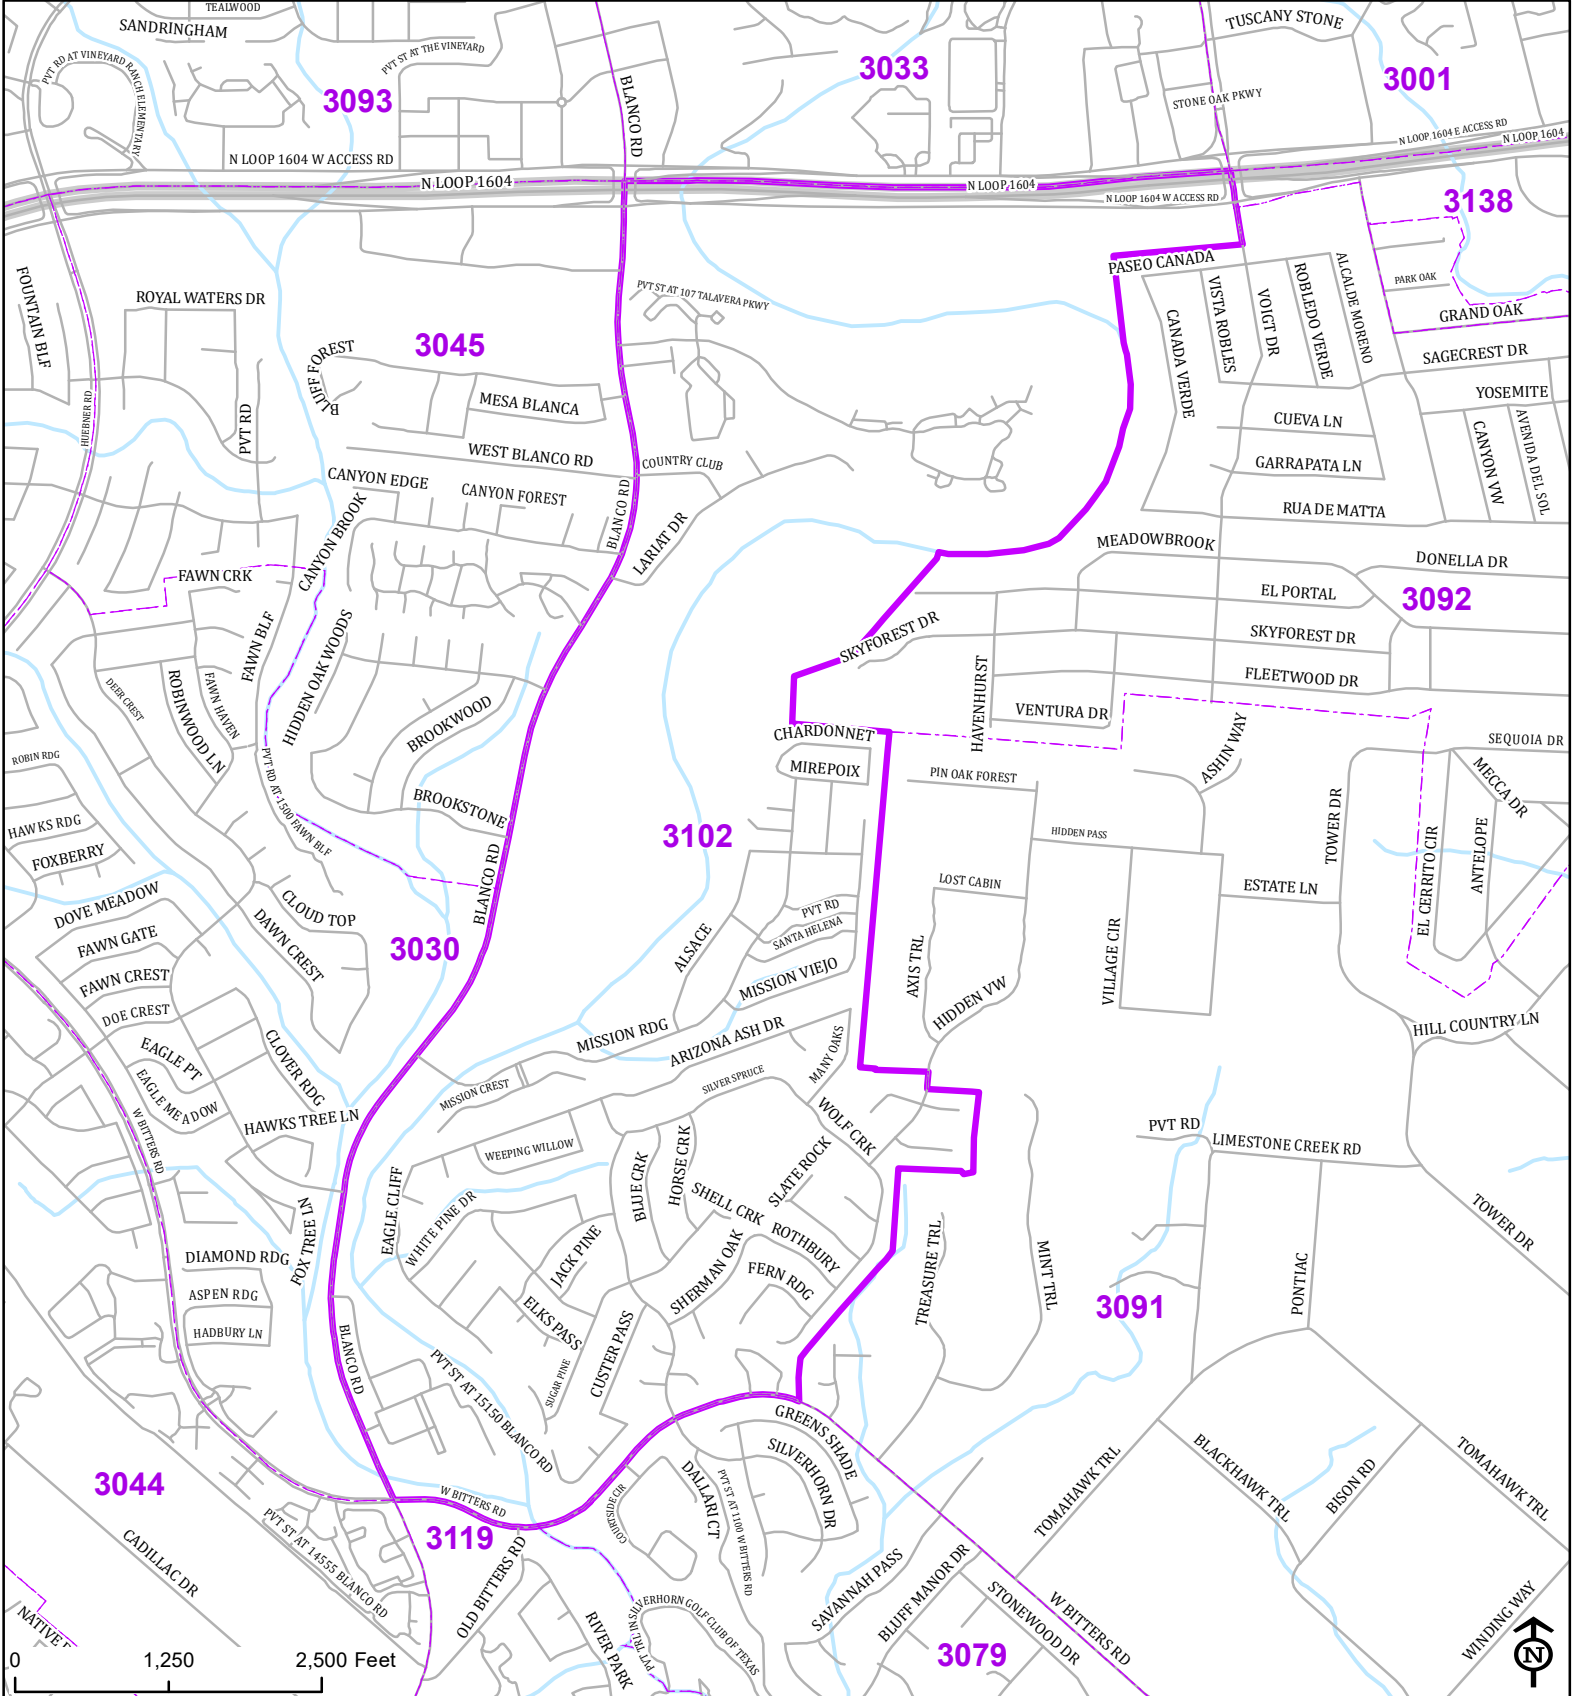 TEALWOOD
SANDRINGHAM
PVT ST AT THE VINEYARD
PVT RD AT VINEYARD RANCH ELEMENTARY
3093
BLANCO RD
3033
TUSCANY STONE
3001
STONE OAK PKWY
N LOOP 1604 E ACCESS RD
N LOOP 1604
N LOOP 1604 W ACCESS RD
N LOOP 1604
N LOOP 1604
N LOOP 1604 W ACCESS RD
3138
PASEO CANADA
PARK OAK
GRAND OAK
FOUNTAIN BLF
ROYAL WATERS DR
PVT ST AT 107 TALAVERA PKWY
3045
BLUFF FOREST
MESA BLANCA
HUEBNER RD
PVT RD
WEST BLANCO RD
COUNTRY CLUB
CANYON EDGE
CANYON FOREST
BLANCO RD
LARIAT DR
CANYON BROOK
CANADA VERDE
VISTA ROBLES
VOIGT DR
ROBLEDO VERDE
ALCALDE MORENO
SAGECREST DR
YOSEMITE
CUEVA LN
GARRAPATA LN
CANYON VW
AVENIDA DEL SOL
RUA DE MATTA
MEADOWBROOK
DONELLA DR
EL PORTAL
3092
SKYFOREST DR
SKYFOREST DR
FLEETWOOD DR
HAVENHURST
VENTURA DR
FAWN CRK
FAWN BLF
HIDDEN OAK WOODS
DEER CREST
ROBINWOOD LN
FAWN HAVEN
BROOKWOOD
CHARDONNET
MIREPOIX
PIN OAK FOREST
ASHIN WAY
SEQUOIA DR
MECCA DR
ROBIN RDG
PVT RD AT 1500 FAWN BLF
BROOKSTONE
HAWKS RDG
FOXBERRY
3102
HIDDEN PASS
TOWER DR
EL CERRITO CIR
ANTELOPE
BLANCO RD
LOST CABIN
ESTATE LN
DOVE MEADOW
CLOUD TOP
FAWN GATE
DAWN CREST
3030
PVT RD
SANTA HELENA
ALSACE
MISSION VIEJO
AXIS TRL
VILLAGE CIR
HIDDEN VW
FAWN CREST
DOE CREST
HILL COUNTRY LN
MISSION RDG
ARIZONA ASH DR
MANY OAKS
EAGLE PT
CLOVER RDG
EAGLE MEADOW
MISSION CREST
SILVER SPRUCE
HAWKS TREE LN
W BITTERS RD
WOLF CRK
PVT RD
LIMESTONE CREEK RD
WEEPING WILLOW
BLUE CRK
HORSE CRK
SLATE ROCK
EAGLE CLIFF
WHITE PINE DR
SHELL CRK
ROTHBURY
TOWER DR
FOX TREE LN
DIAMOND RDG
ASPEN RDG
HADBURY LN
JACK PINE
SHERMAN OAK
FERN RDG
TREASURE TRL
MINT TRL
3091
PONTIAC
ELKS PASS
CUSTER PASS
SUGAR PINE
BLANCO RD
PVT ST AT 15150 BLANCO RD
GREENS SHADE
SILVERHORN DR
3044
W BITTERS RD
3119
COURTSIDE CIR
DALLARI CT
PVT ST AT 1100 W BITTERS RD
TOMAHAWK TRL
BLACKHAWK TRL
BISON RD
TOMAHAWK TRL
PVT ST AT 14555 BLANCO RD
CADILLAC DR
OLD BITTERS RD
SAVANNAH PASS
BLUFF MANOR DR
STONEWOOD DR
W BITTERS RD
WINDING WAY
RIVER PARK
PVT TRL IN SILVERHORN GOLF CLUB OF TEXAS
3079
0 1,250 2,500 Feet
N